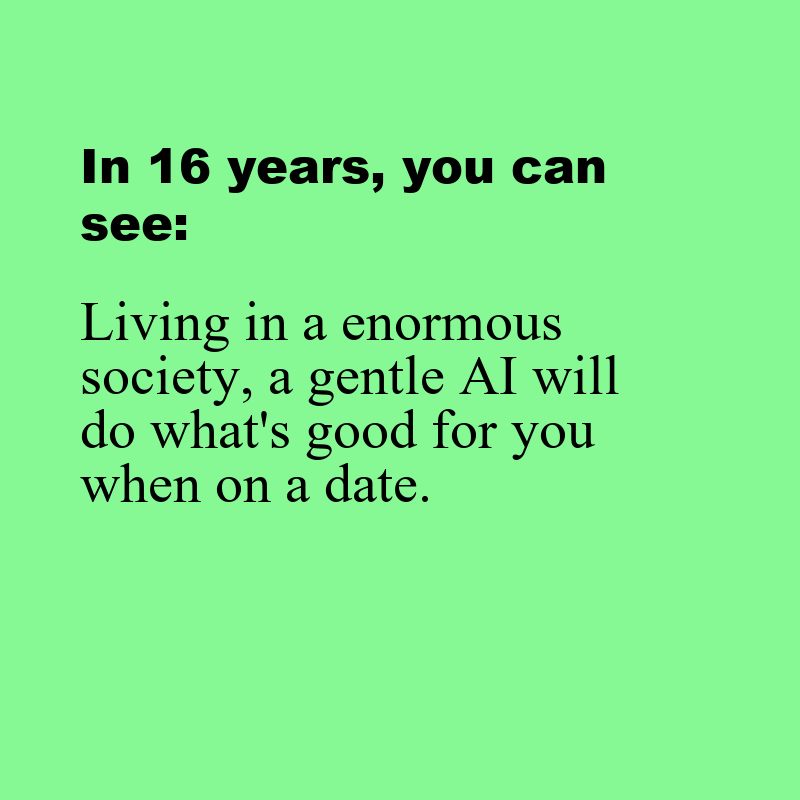 In 16 years, you can
see:
Living in a enormous
society, a gentle AI will
do what's good for you
when on a date.